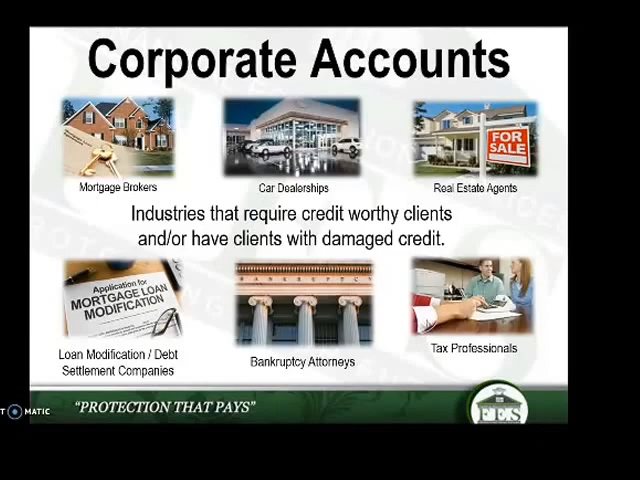 Corporate Accounts
FOR
SALE
Mortgage Brokers
Car Dealerships
Real Estate Agents
Industries that require credit worthy clients
and/or have clients with damaged credit.
Application for
MORTGAGE LOAN
MODIFICATION
BANKRUPTCY
Loan Modification / Debt
Settlement Companies
Bankruptcy Attorneys
Tax Professionals
"PROTECTION THAT PAYS"
FES
MATIC